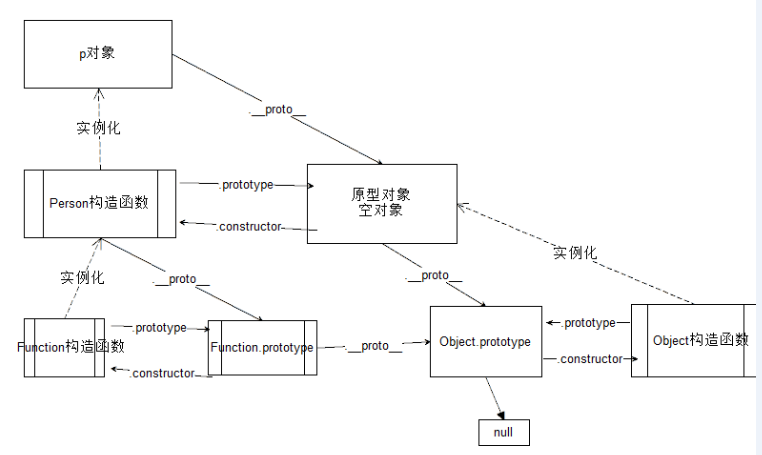 p对象
.__proto__
实例化
Person构造函数
.prototype
.constructor
原型对象
空对象
实例化
实例化
.__proto__
.__proto__
Function构造函数
.prototype
.constructor
Function.prototype
.__proto__
Object.prototype
.prototype
.constructor
Object构造函数
null